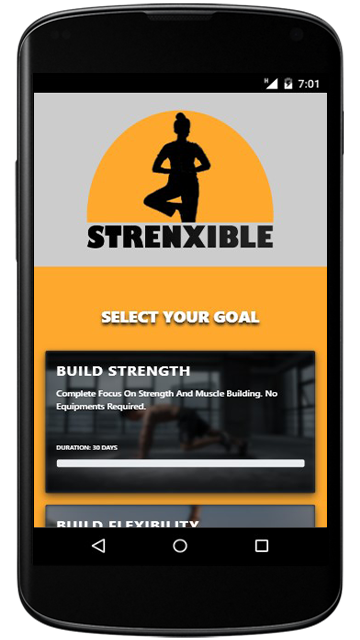 H 7:01
STRENXIBLE
SELECT YOUR GOAL
BUILD STRENGTH
Complete Focus On Strength And Muscle Building. No
Equipments Required.
DURATION: 30 DAYS
BUILD FLEXIBILITY